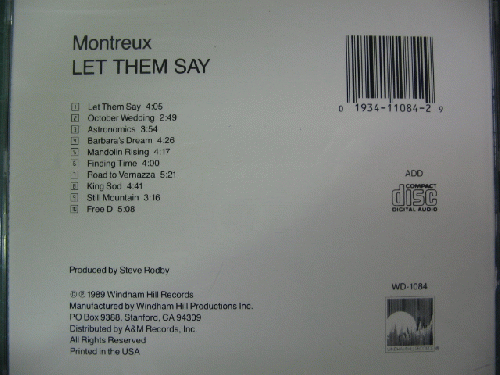 Montreux
LET THEM SAY
0 1934-11084-2 9
1 Let Them Say 4:05
2 October Wedding 2:49
3 Astronomics 3:54
4 Barbara's Dream 4:26
5 Mandolin Rising 4:17
6 Finding Time 4:00
7 Road to Vernazza 5:21
8 King Sod 4:41
9 Still Mountain 3:16
10 Free D 5:08
ADD
COMPACT
disc
DIGITAL AUDIO
Produced by Steve Rodby
WD-1084
©℗ 1989 Windham Hill Records
Manufactured by Windham Hill Productions Inc.
PO Box 9388, Stanford, CA 94309
Distributed by A&M Records, Inc.
All Rights Reserved
Printed in the USA